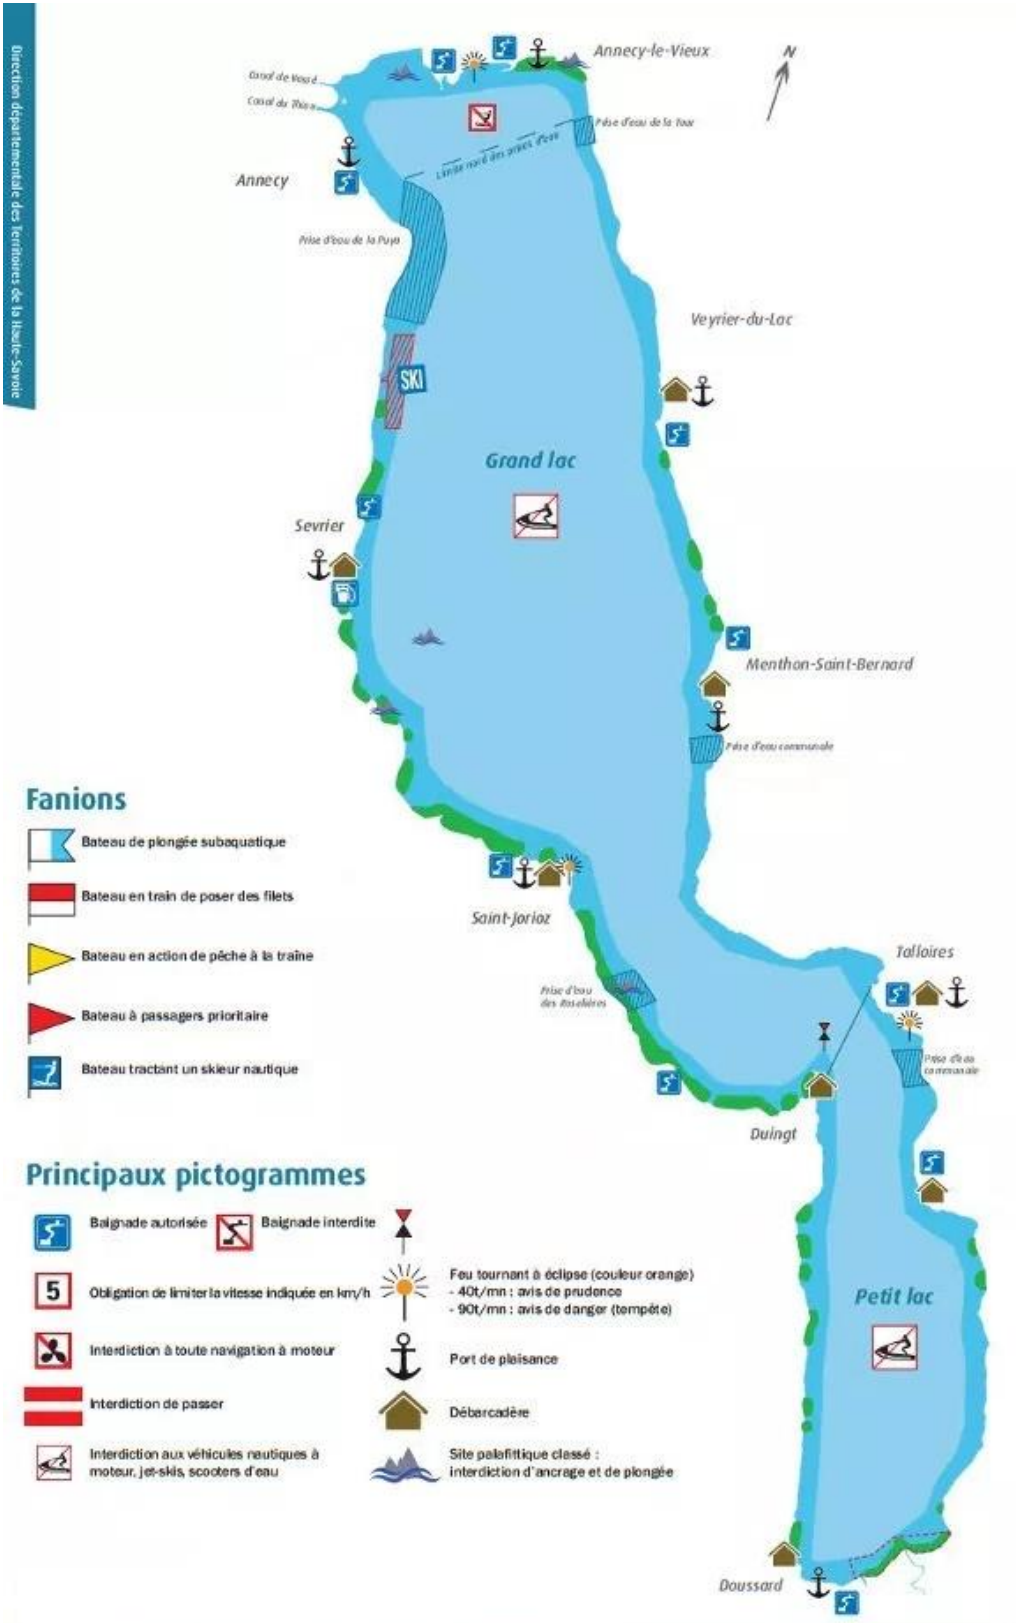 Direction départementale des Territoires de la Haute-Savoie
Annecy-le-Vieux
N
Canal de Vassé
Canal du Thiou
Prise d'eau de la Tour
Limite nord des prises d'eau
Annecy
Prise d'eau de la Puya
Veyrier-du-Lac
SKI
Grand lac
Sevrier
Menthon-Saint-Bernard
Prise d'eau communale
Fanions
Bateau de plongée subaquatique
Bateau en train de poser des filets
Bateau en action de pêche à la traîne
Bateau à passagers prioritaire
Bateau tractant un skieur nautique
Saint-Jorioz
Talloires
Prise d'eau
des Roselières
Prise d'eau
communale
Duingt
Principaux pictogrammes
Baignade autorisée
Baignade interdite
5
Obligation de limiter la vitesse indiquée en km/h
Interdiction à toute navigation à moteur
Interdiction de passer
Interdiction aux véhicules nautiques à
moteur, jet-skis, scooters d'eau
Feu tournant à éclipse (couleur orange)
- 40t/mn : avis de prudence
- 90t/mn : avis de danger (tempête)
Port de plaisance
Débarcadère
Site palafittique classé :
interdiction d'ancrage et de plongée
Petit lac
Doussard